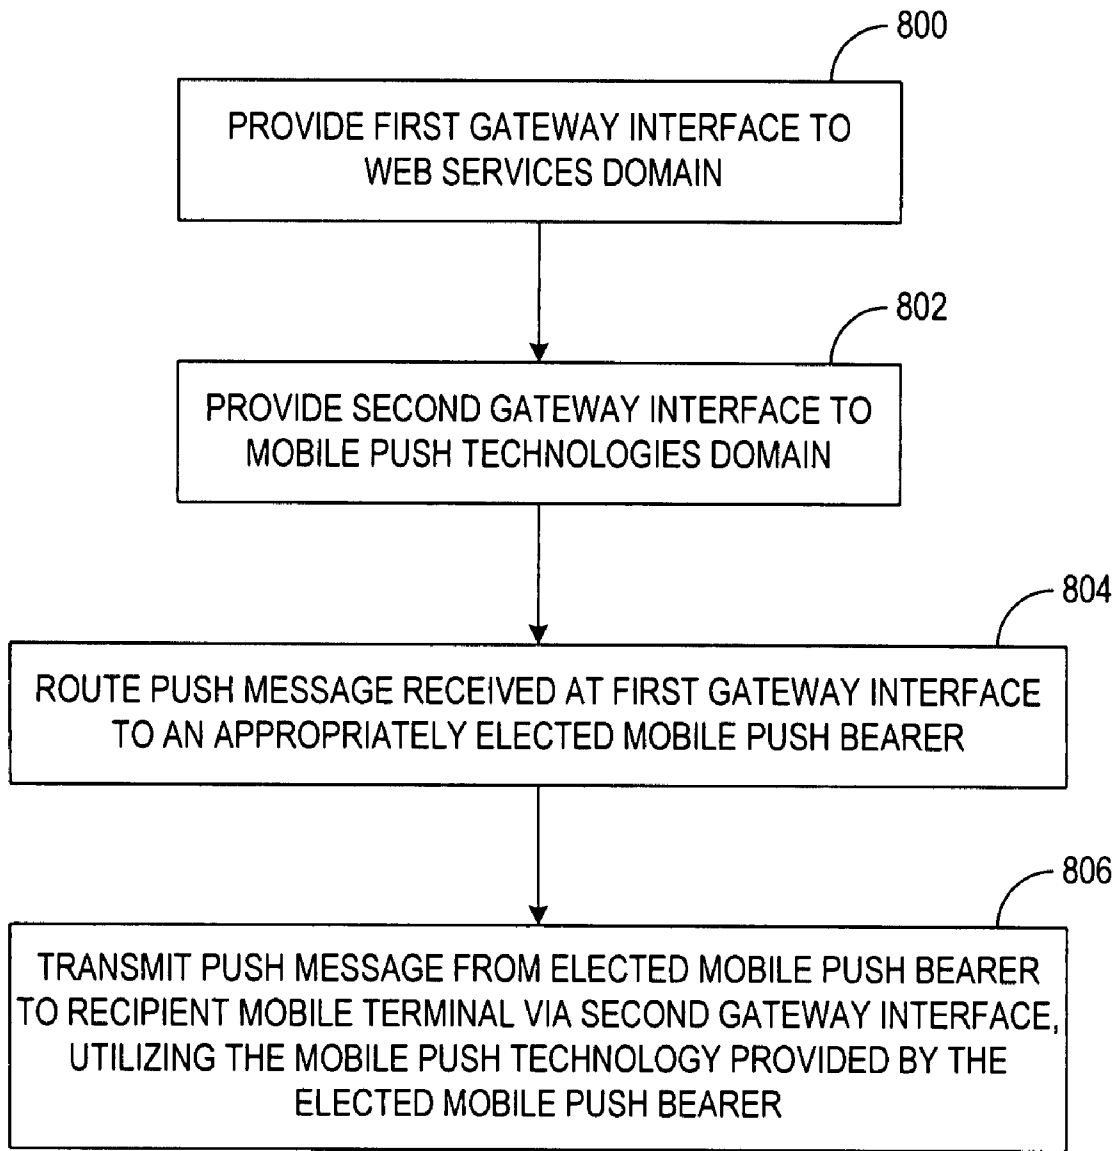 800
PROVIDE FIRST GATEWAY INTERFACE TO
WEB SERVICES DOMAIN
802
PROVIDE SECOND GATEWAY INTERFACE TO
MOBILE PUSH TECHNOLOGIES DOMAIN
804
ROUTE PUSH MESSAGE RECEIVED AT FIRST GATEWAY INTERFACE
TO AN APPROPRIATELY ELECTED MOBILE PUSH BEARER
806
TRANSMIT PUSH MESSAGE FROM ELECTED MOBILE PUSH BEARER
TO RECIPIENT MOBILE TERMINAL VIA SECOND GATEWAY INTERFACE,
UTILIZING THE MOBILE PUSH TECHNOLOGY PROVIDED BY THE
ELECTED MOBILE PUSH BEARER